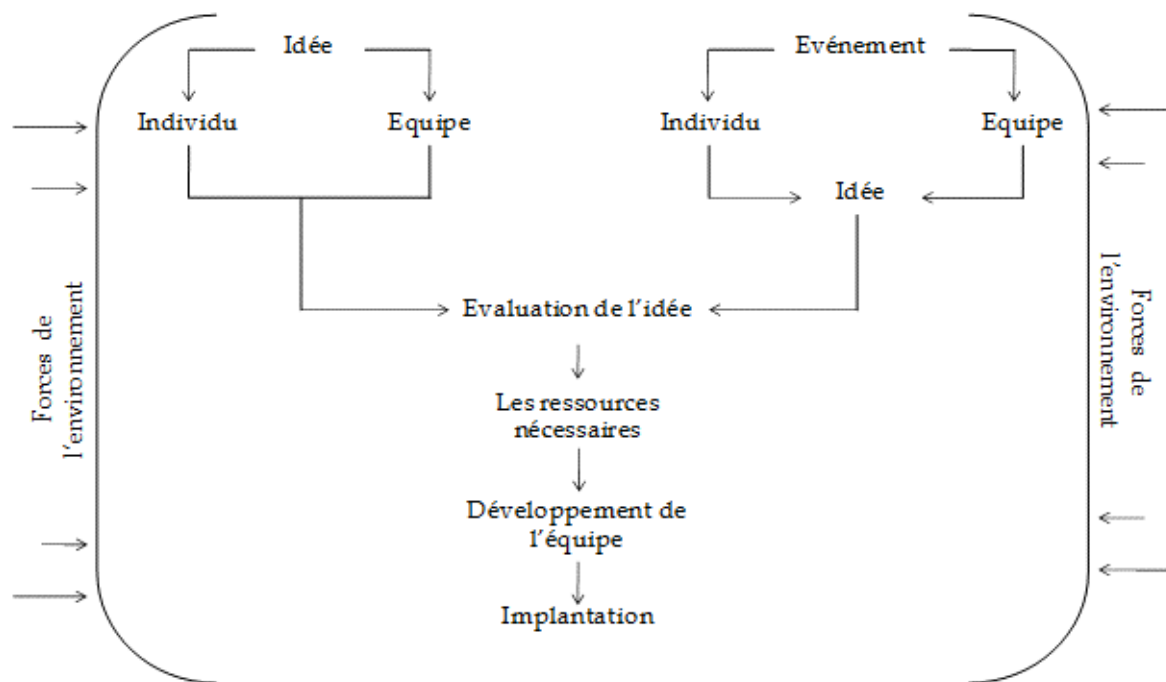 Idée
Evénement
Individu
Equipe
Individu
Equipe
Idée
Forces de
l'environnement
Evaluation de l'idée
Forces de
l'environnement
Les ressources
nécessaires
Développement de
l'équipe
Implantation